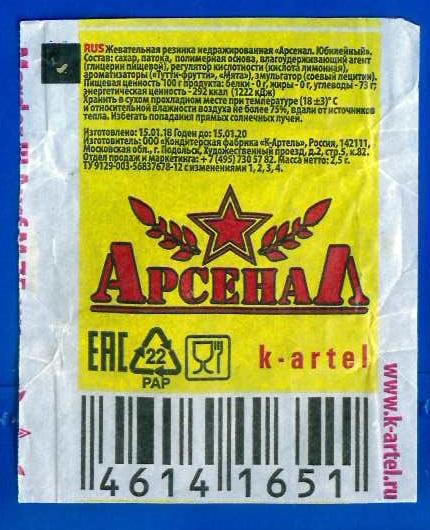 RUS Жевательная резинка недражированная «Арсенал. Юбилейный».
Состав: сахар, патока, полимерная основа, влагоудерживающий агент
(глицерин пищевой), регулятор кислотности (кислота лимонная),
ароматизаторы («Тутти-фрутти», «Мята»), эмульгатор (соевый лецитин).
Пищевая ценность 100 г продукта: белки - 0 г, жиры - 0 г, углеводы - 73 г;
энергетическая ценность - 292 ккал (1222 кДж)
Хранить в сухом прохладном месте при температуре (18 ±3)° С
и относительной влажности воздуха не более 75%, вдали от источников
тепла. Избегать попадания прямых солнечных лучей.
Изготовлено: 15.01.18 Годен до: 15.01.20
Изготовитель: ООО «Кондитерская фабрика «К-Артель», Россия, 142111,
Московская обл., г. Подольск, Художественный проезд, д.2, стр.5, к.82.
Отдел продаж и маркетинга: + 7 (495) 730 57 82. Масса нетто: 2,5 г.
ТУ 9129-003-56837678-12 с изменениями 1, 2, 3, 4.
АРСЕНАЛ
EAC
22
PAP
k-artel
www.k-artel.ru
4614 1651